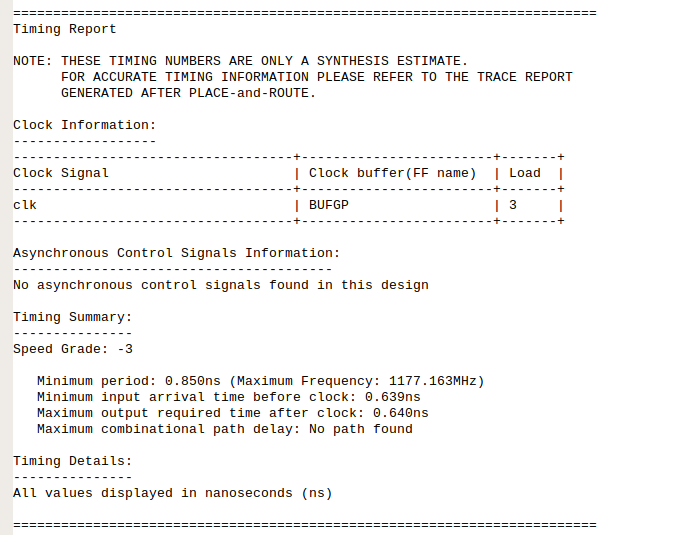 =========================================================================
Timing Report

NOTE: THESE TIMING NUMBERS ARE ONLY A SYNTHESIS ESTIMATE.
      FOR ACCURATE TIMING INFORMATION PLEASE REFER TO THE TRACE REPORT
      GENERATED AFTER PLACE-and-ROUTE.

Clock Information:
------------------
-----------------------------------+------------------------+-------+
Clock Signal                       | Clock buffer(FF name)  | Load  |
-----------------------------------+------------------------+-------+
clk                                | BUFGP                  | 3     |
-----------------------------------+------------------------+-------+

Asynchronous Control Signals Information:
----------------------------------------
No asynchronous control signals found in this design

Timing Summary:
---------------
Speed Grade: -3

   Minimum period: 0.850ns (Maximum Frequency: 1177.163MHz)
   Minimum input arrival time before clock: 0.639ns
   Maximum output required time after clock: 0.640ns
   Maximum combinational path delay: No path found

Timing Details:
---------------
All values displayed in nanoseconds (ns)

=========================================================================